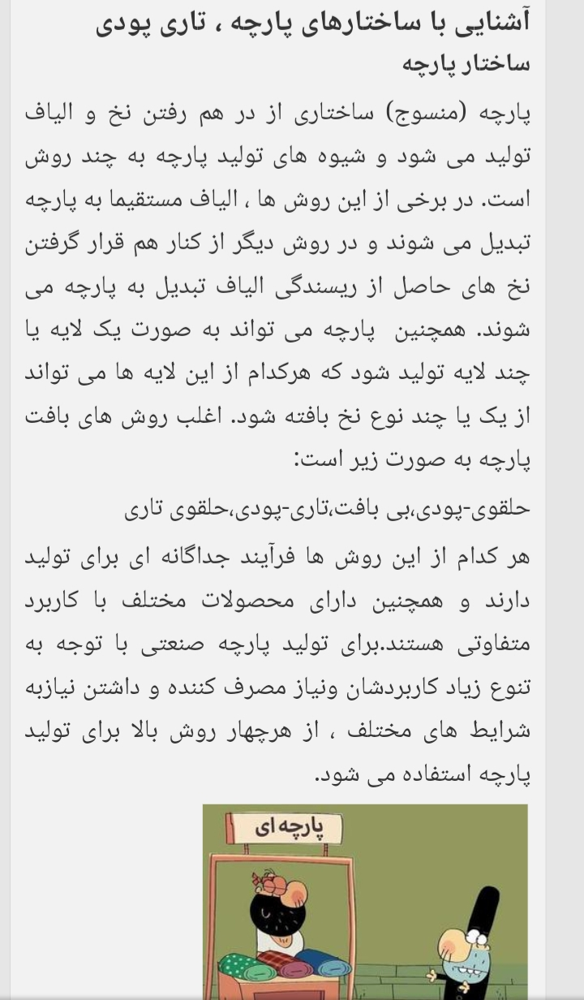 آشنایی با ساختارهای پارچه ، تاری پودی
ساختار پارچه
پارچه (منسوج) ساختاری از در هم رفتن نخ و الیاف
تولید می شود و شیوه های تولید پارچه به چند روش
است. در برخی از این روش ها ، الیاف مستقیما به پارچه
تبدیل می شوند و در روش دیگر از کنار هم قرار گرفتن
نخ های حاصل از ریسندگی الیاف تبدیل به پارچه می
شوند. همچنین پارچه می تواند به صورت یک لایه یا
چند لایه تولید شود که هرکدام از این لایه ها می تواند
از یک یا چند نوع نخ بافته شود. اغلب روش های بافت
پارچه به صورت زیر است:
حلقوی-پودی،بی بافت،تاری-پودی،حلقوی تاری
هر کدام از این روش ها فرآیند جداگانه ای برای تولید
دارند و همچنین دارای محصولات مختلف با کاربرد
متفاوتی هستند.برای تولید پارچه صنعتی با توجه به
تنوع زیاد کاربردشان ونیاز مصرف کننده و داشتن نیازبه
شرایط های مختلف ، از هرچهار روش بالا برای تولید
پارچه استفاده می شود.
پارچه ای